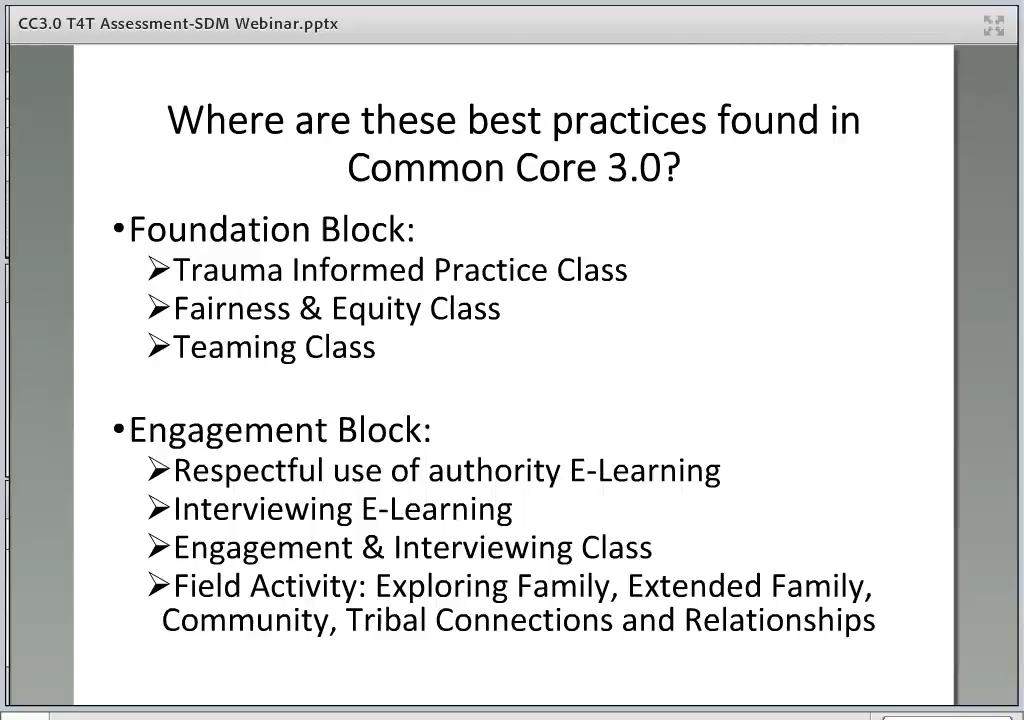 CC3.0 T4T Assessment-SDM Webinar.pptx
Where are these best practices found in
Common Core 3.0?
•Foundation Block:
➢Trauma Informed Practice Class
➢Fairness & Equity Class
➢Teaming Class
•Engagement Block:
➢Respectful use of authority E-Learning
➢Interviewing E-Learning
➢Engagement & Interviewing Class
➢Field Activity: Exploring Family, Extended Family,
Community, Tribal Connections and Relationships